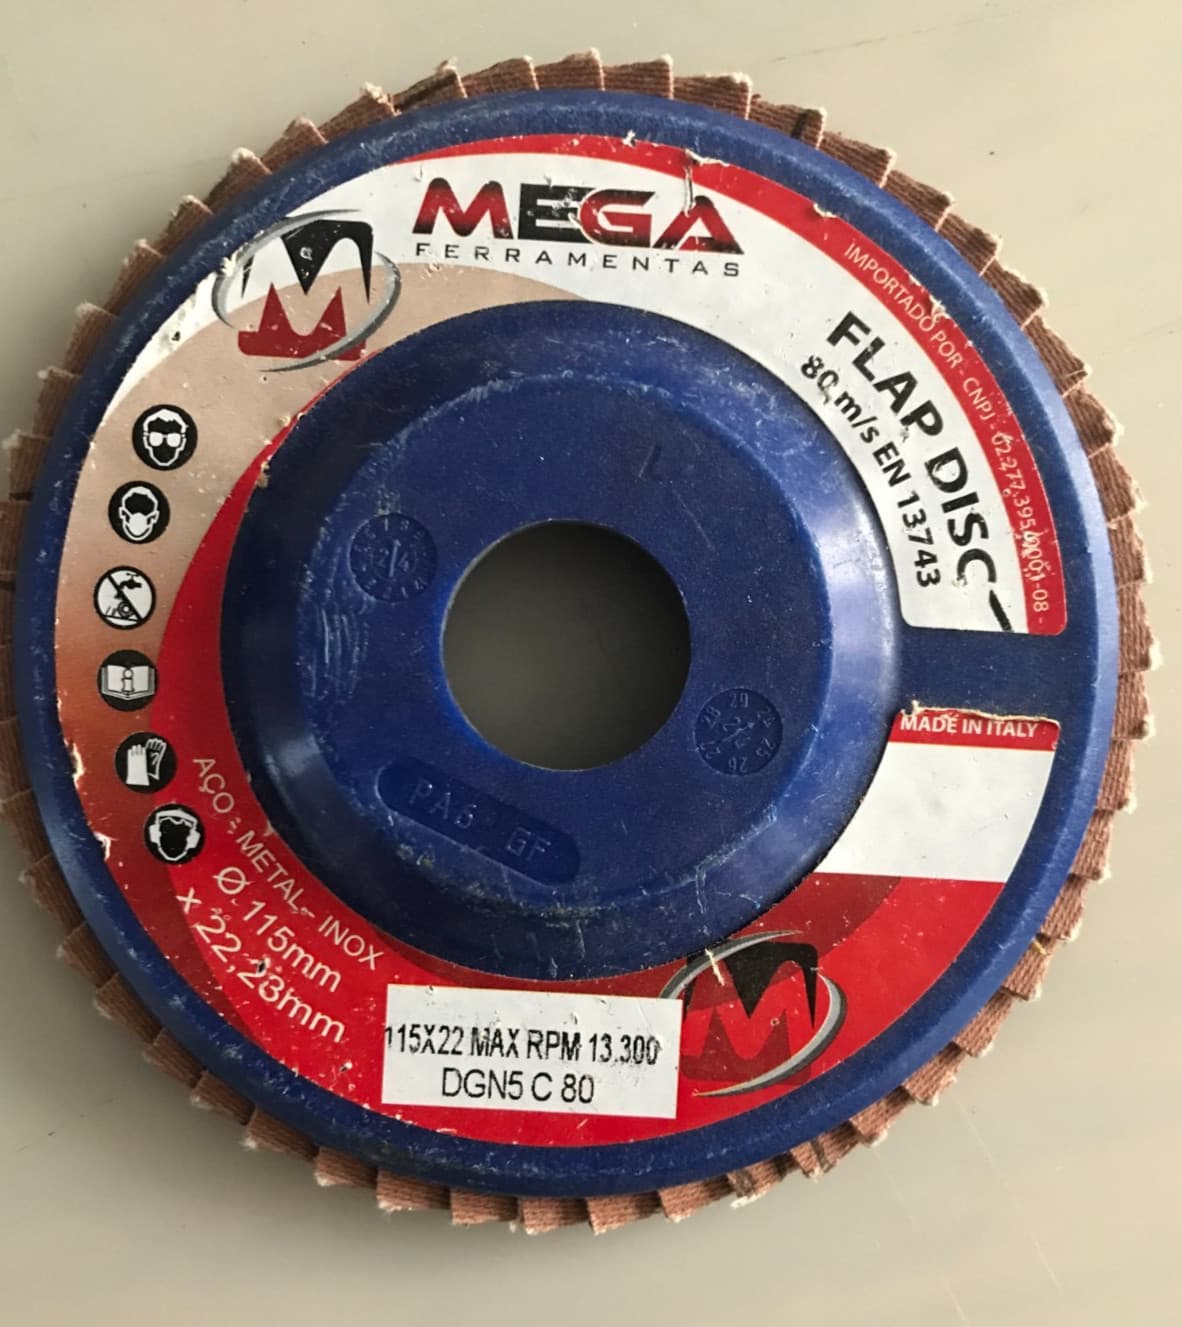 MEGA
FERRAMENTAS
IMPORTADO POR - CNPJ - 02.277.395/0001-08 -
FLAP DISC
80 m/s EN 13743
MADE IN ITALY
PA6 GF
AÇO - METAL - INOX
Ø 115mm
x 22,23mm
115X22 MAX RPM 13.300
DGN5 C 80